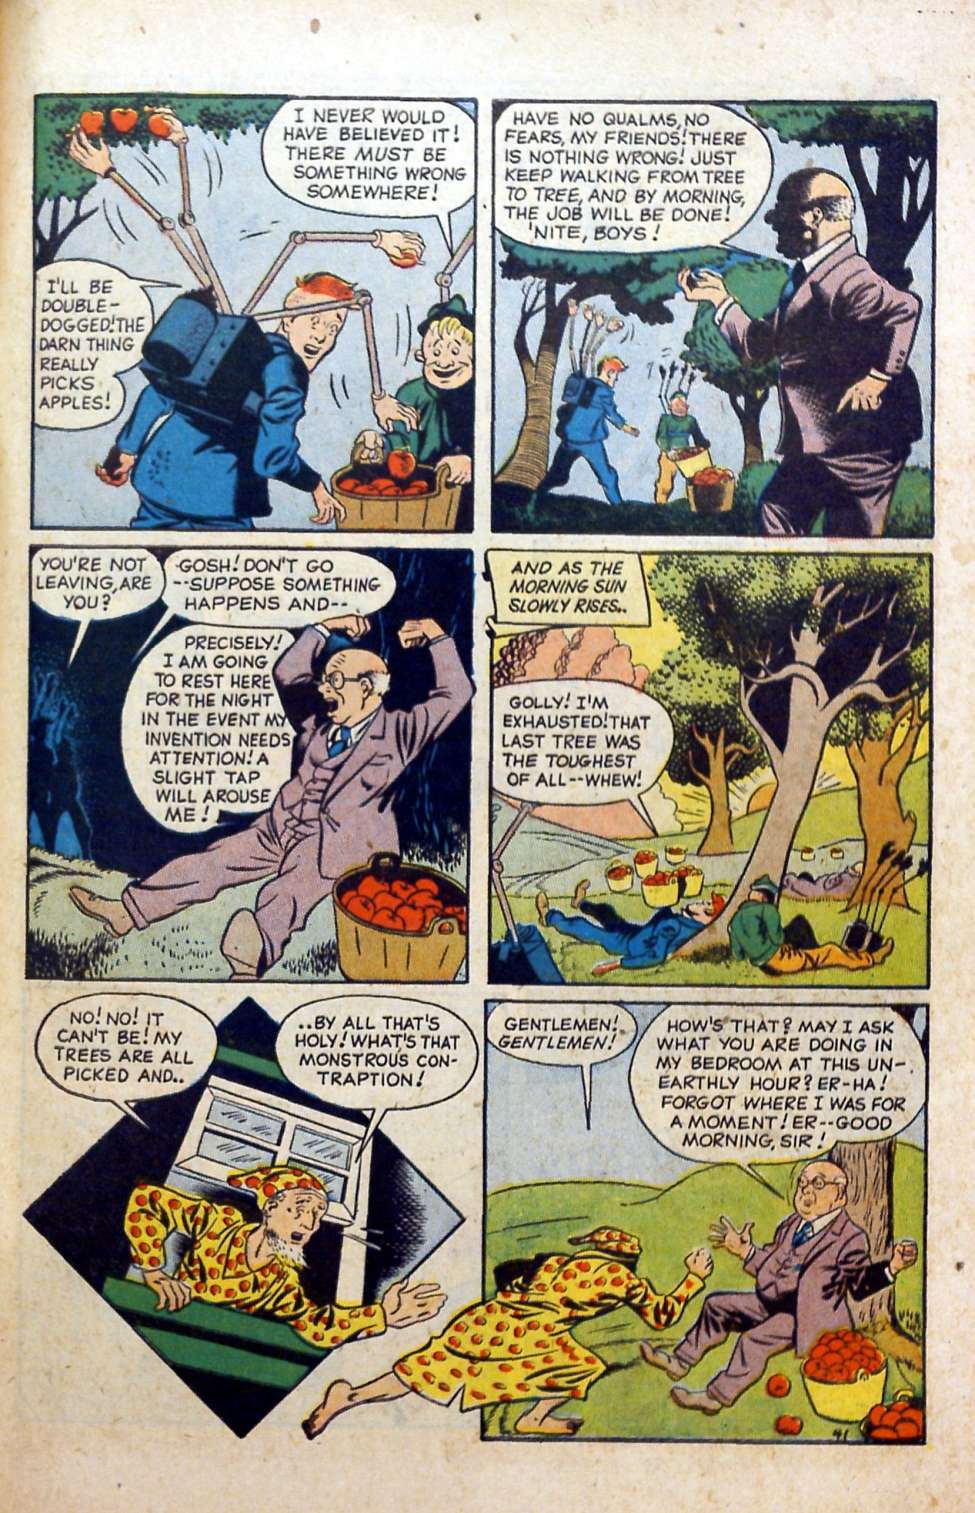 I NEVER WOULD
HAVE BELIEVED IT!
THERE MUST BE
SOMETHING WRONG
SOMEWHERE!
I'LL BE
DOUBLE-
DOGGED! THE
DARN THING
REALLY
PICKS
APPLES!
HAVE NO QUALMS, NO
FEARS, MY FRIENDS! THERE
IS NOTHING WRONG! JUST
KEEP WALKING FROM TREE
TO TREE, AND BY MORNING,
THE JOB WILL BE DONE!
'NITE, BOYS!
YOU'RE NOT
LEAVING, ARE
YOU?
GOSH! DON'T GO
--SUPPOSE SOMETHING
HAPPENS AND--
PRECISELY!
I AM GOING
TO REST HERE
FOR THE NIGHT
IN THE EVENT MY
INVENTION NEEDS
ATTENTION! A
SLIGHT TAP
WILL AROUSE
ME!
AND AS THE
MORNING SUN
SLOWLY RISES..
GOLLY! I'M
EXHAUSTED! THAT
LAST TREE WAS
THE TOUGHEST
OF ALL--WHEW!
NO! NO! IT
CAN'T BE! MY
TREES ARE ALL
PICKED AND..
..BY ALL THAT'S
HOLY! WHAT'S THAT
MONSTROUS CON-
TRAPTION!
GENTLEMEN!
GENTLEMEN!
HOW'S THAT? MAY I ASK
WHAT YOU ARE DOING IN
MY BEDROOM AT THIS UN-
EARTHLY HOUR? ER-HA!
FORGOT WHERE I WAS FOR
A MOMENT! ER--GOOD
MORNING, SIR!
41